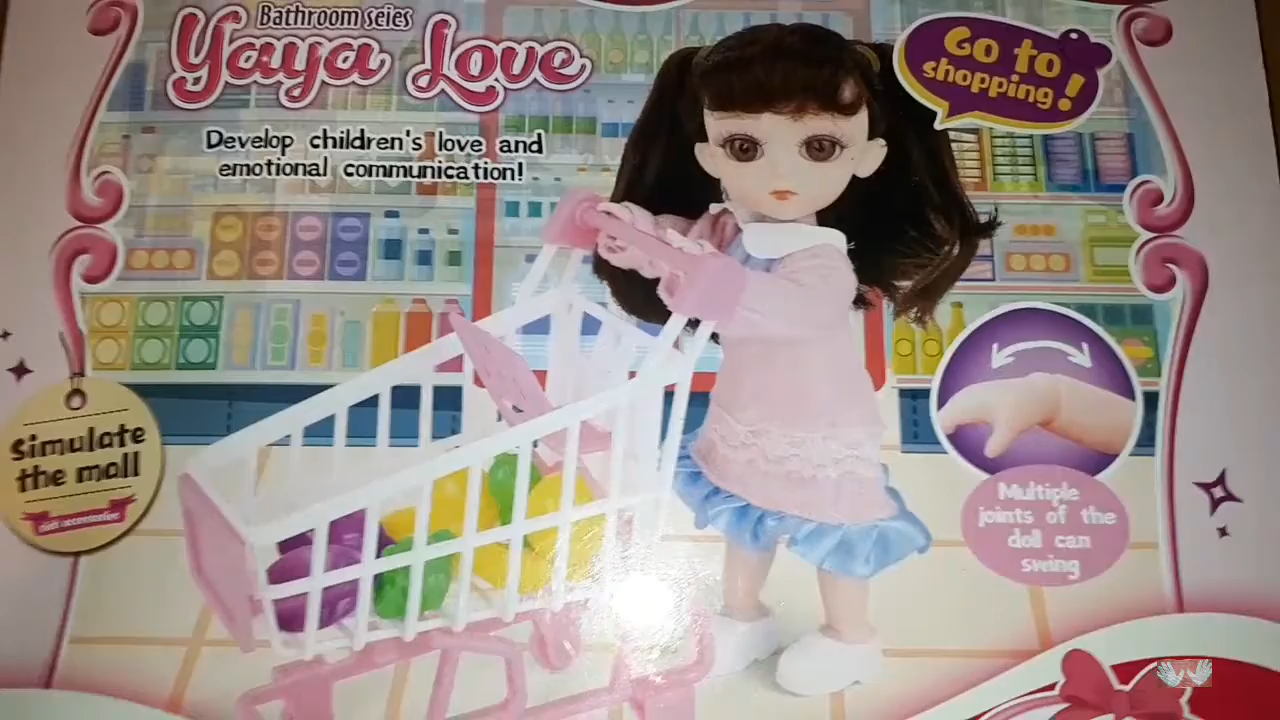 Bathroom seies
Yaya Love
Develop children's love and
emotional communication!
Go to
shopping!
Simulate
the mall
Multiple
joints of the
doll can
swing